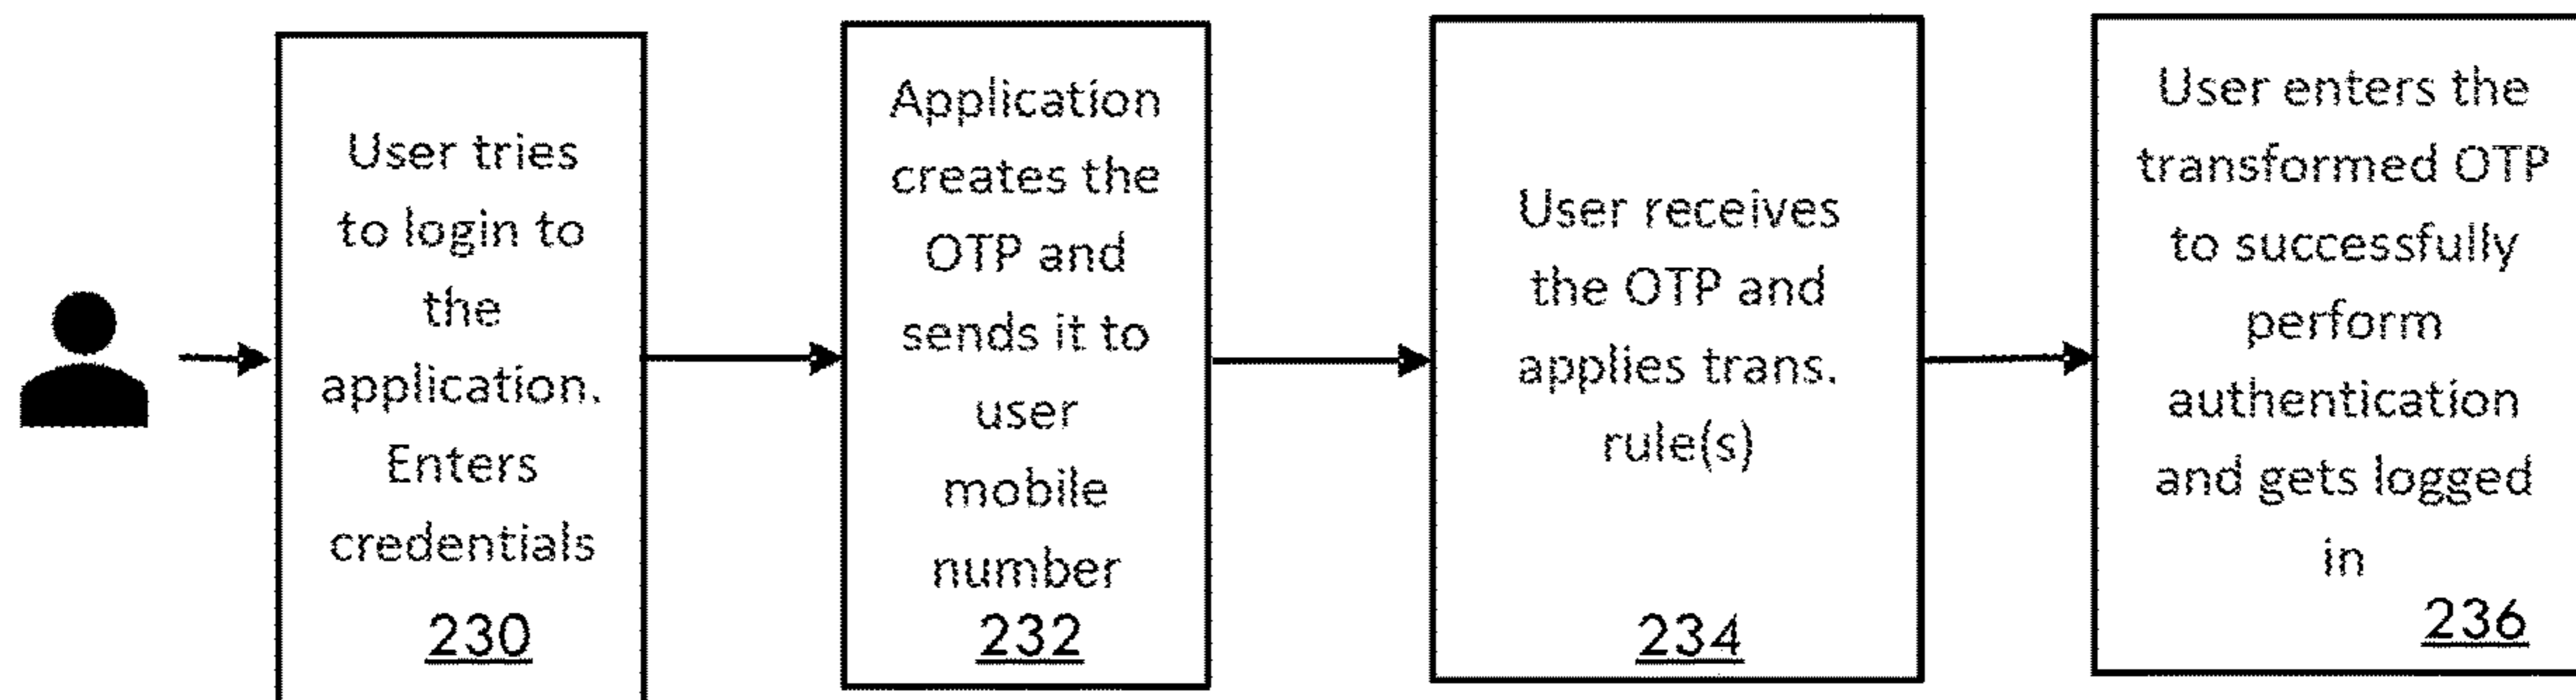 User tries
to login to
the
application.
Enters
credentials
230
Application
creates the
OTP and
sends it to
user
mobile
number
232
User receives
the OTP and
applies trans.
rule(s)
234
User enters the
transformed OTP
to successfully
perform
authentication
and gets logged
in
236